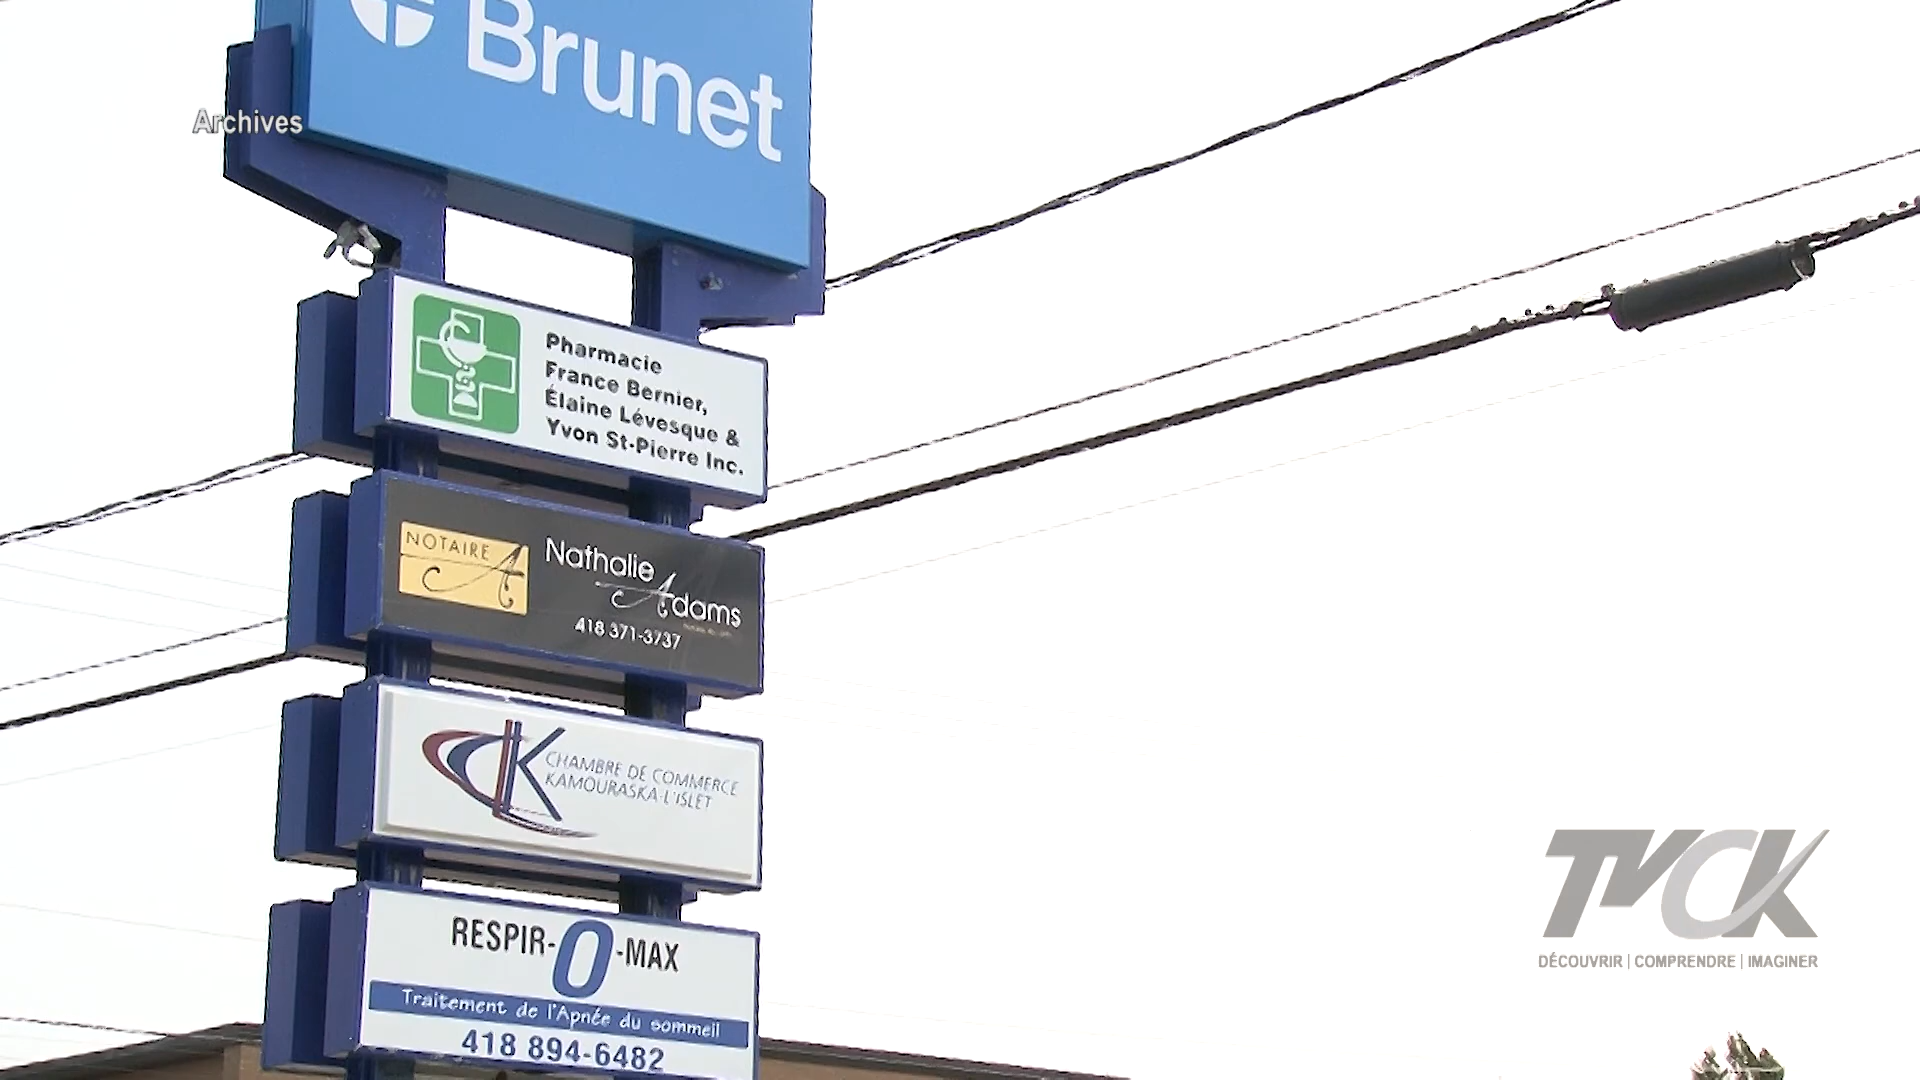 Brunet
Archives
Pharmacie
France Bernier,
Élaine Lévesque &
Yvon St-Pierre Inc.
NOTAIRE
Nathalie
Adams
418 371-3737
CHAMBRE DE COMMERCE
KAMOURASKA-L'ISLET
RESPIR-O-MAX
Traitement de l'Apnée du sommeil
418 894-6482
TVCK
DÉCOUVRIR | COMPRENDRE | IMAGINER